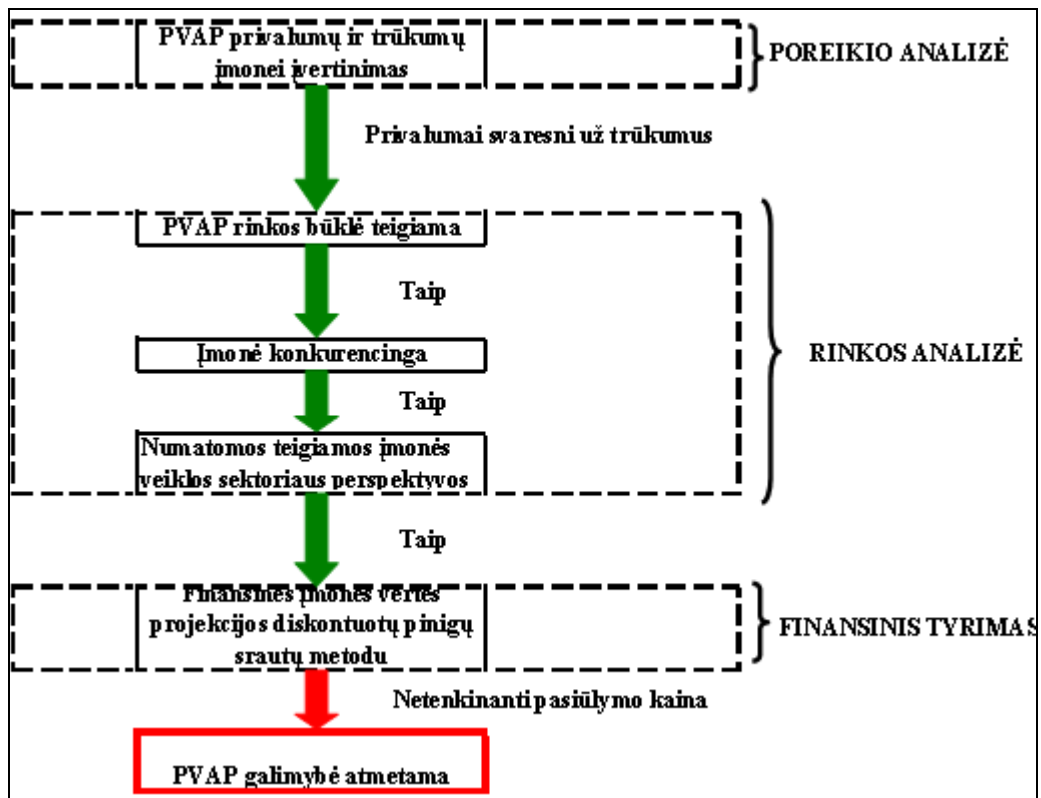 PVAP privalumų ir trūkumų
įmonei įvertinimas
POREIKIO ANALIZĖ
Privalumai svaresni už trūkumus
PVAP rinkos būklė teigiama
Taip
Įmonė konkurencinga
RINKOS ANALIZĖ
Taip
Numatomos teigiamos įmonės
veiklos sektoriaus perspektyvos
Taip
Finansinės įmonės vertės
projekcijos diskontuotų pinigų
srautų metodu
FINANSINIS TYRIMAS
Netenkinanti pasiūlymo kaina
PVAP galimybė atmetama